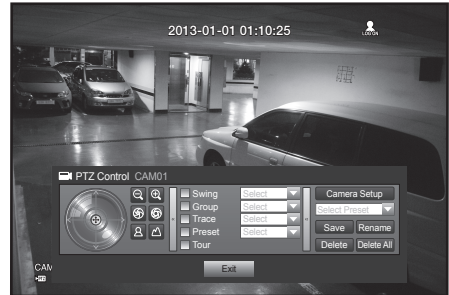 2013-01-01 01:10:25
LOG ON
PTZ Control CAM01
Swing Select
Group Select
Trace Select
Preset Select
Tour
Camera Setup
Select Preset
Save Rename
Delete Delete All
Exit
CAM
PTZ